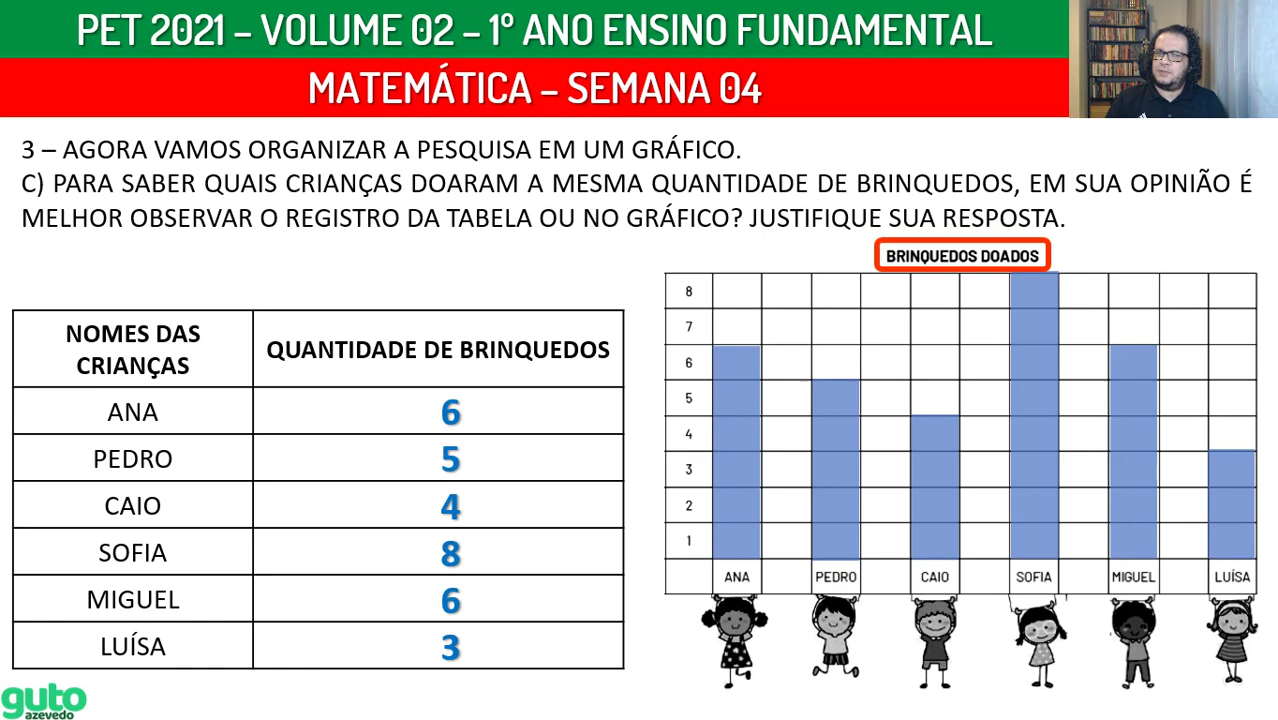 PET 2021 – VOLUME 02 – 1º ANO ENSINO FUNDAMENTAL
MATEMÁTICA – SEMANA 04
3 – AGORA VAMOS ORGANIZAR A PESQUISA EM UM GRÁFICO.
C) PARA SABER QUAIS CRIANÇAS DOARAM A MESMA QUANTIDADE DE BRINQUEDOS, EM SUA OPINIÃO É
MELHOR OBSERVAR O REGISTRO DA TABELA OU NO GRÁFICO? JUSTIFIQUE SUA RESPOSTA.
NOMES DAS
CRIANÇAS
QUANTIDADE DE BRINQUEDOS
ANA 6
PEDRO 5
CAIO 4
SOFIA 8
MIGUEL 6
LUÍSA 3
BRINQUEDOS DOADOS
8
7
6
5
4
3
2
1
ANA PEDRO CAIO SOFIA MIGUEL LUÍSA
guto
azevedo